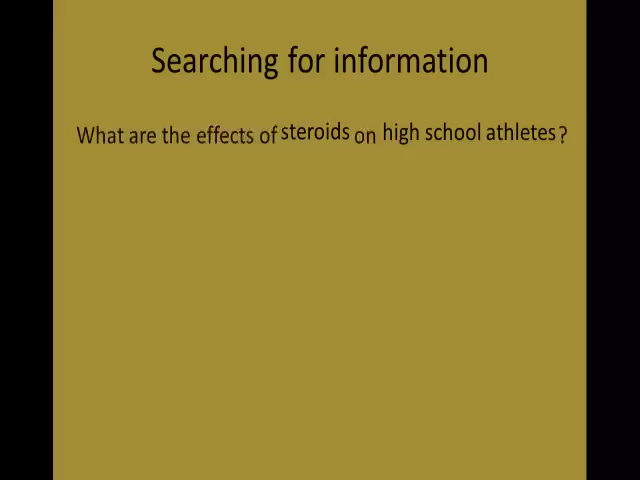 Searching for information
What are the effects of steroids on high school athletes?